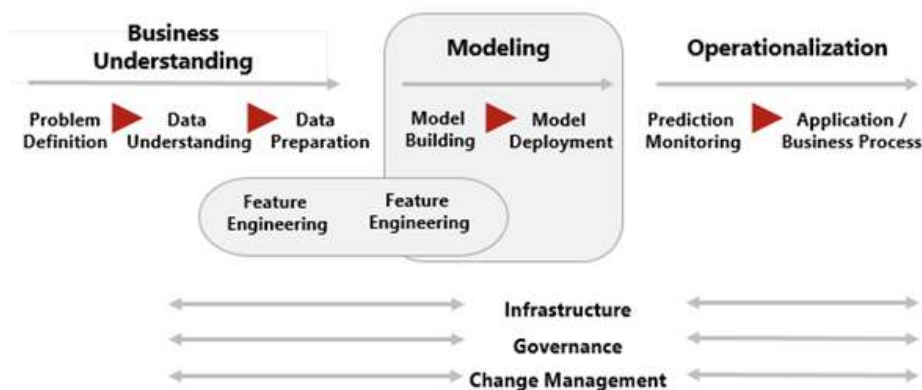 Business
Understanding
Modeling
Operationalization
Problem
Definition
Data
Understanding
Data
Preparation
Model
Building
Model
Deployment
Prediction
Monitoring
Application /
Business Process
Feature
Engineering
Feature
Engineering
Infrastructure
Governance
Change Management